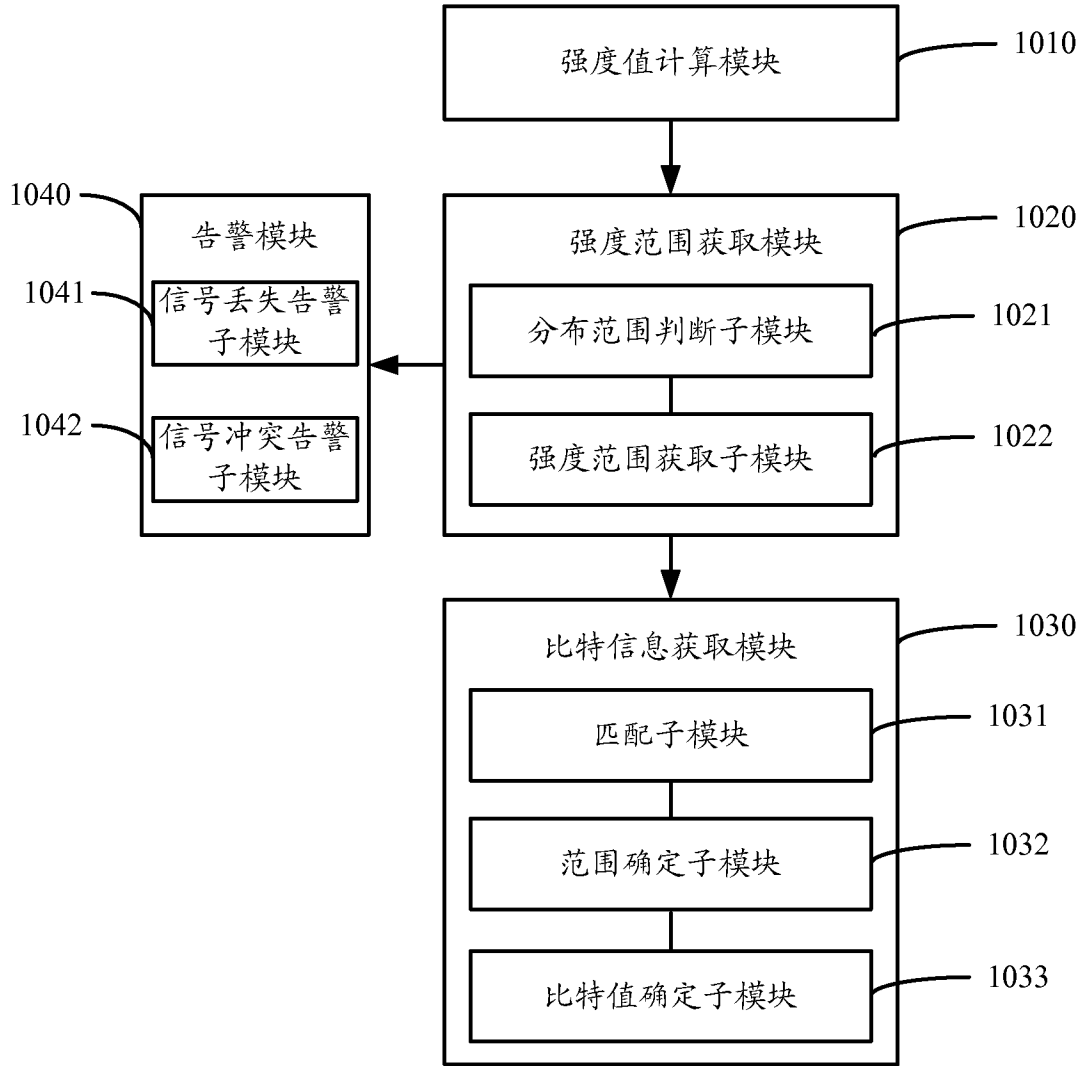 强度值计算模块
1010
1040
告警模块
1041
信号丢失告警
子模块
1042
信号冲突告警
子模块
强度范围获取模块
1020
分布范围判断子模块
1021
强度范围获取子模块
1022
比特信息获取模块
1030
匹配子模块
1031
范围确定子模块
1032
比特值确定子模块
1033